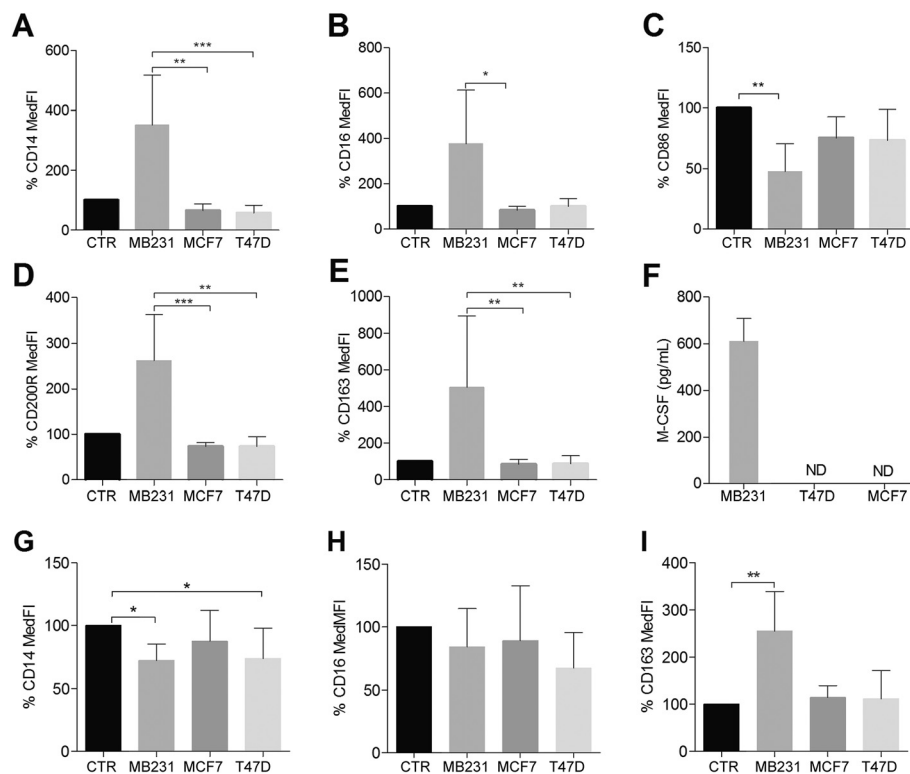 A
% CD14 MedFI
600
400
200
0
***
**
CTR MB231 MCF7 T47D
B
% CD16 MedFI
800
600
400
200
0
*
CTR MB231 MCF7 T47D
C
% CD86 MedFI
150
100
50
0
**
CTR MB231 MCF7 T47D
D
% CD200R MedFI
400
300
200
100
0
**
***
CTR MB231 MCF7 T47D
E
% CD163 MedFI
1000
800
600
400
200
0
**
**
CTR MB231 MCF7 T47D
F
M-CSF (pg/mL)
800
600
400
200
0
ND ND
MB231 T47D MCF7
G
% CD14 MedFI
150
100
50
0
*
*
CTR MB231 MCF7 T47D
H
% CD16 MedMFI
150
100
50
0
CTR MB231 MCF7 T47D
I
% CD163 MedFI
400
300
200
100
0
**
CTR MB231 MCF7 T47D